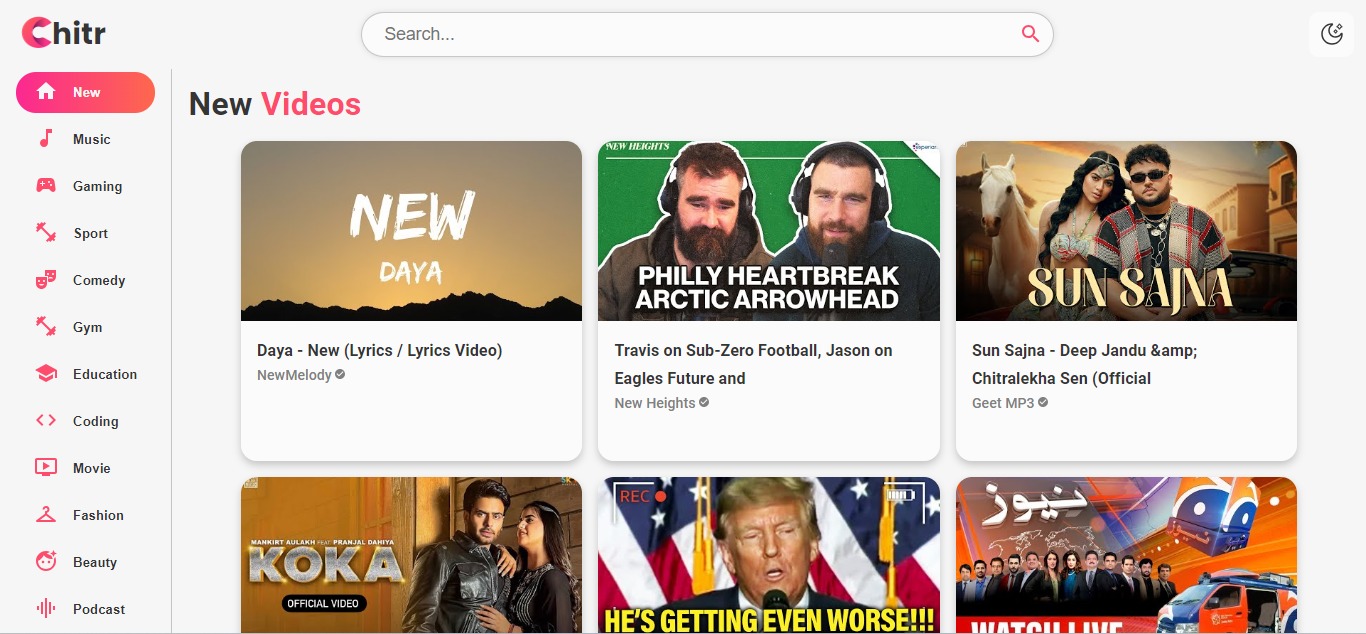 Chitr
Search...
New
Music
Gaming
Sport
Comedy
Gym
Education
Coding
Movie
Fashion
Beauty
Podcast
New Videos
NEW
DAYA
Daya - New (Lyrics / Lyrics Video)
NewMelody
NEW HEIGHTS
PHILLY HEARTBREAK
ARCTIC ARROWHEAD
Travis on Sub-Zero Football, Jason on
Eagles Future and
New Heights
SUN SAJNA
Sun Sajna - Deep Jandu &amp;
Chitralekha Sen (Official
Geet MP3
MANKIRT AULAKH FEAT PRANJAL DAHIYA
KOKA
OFFICIAL VIDEO
SK
REC
HE'S GETTING EVEN WORSE!!!
نیوز
WATCH LIVE